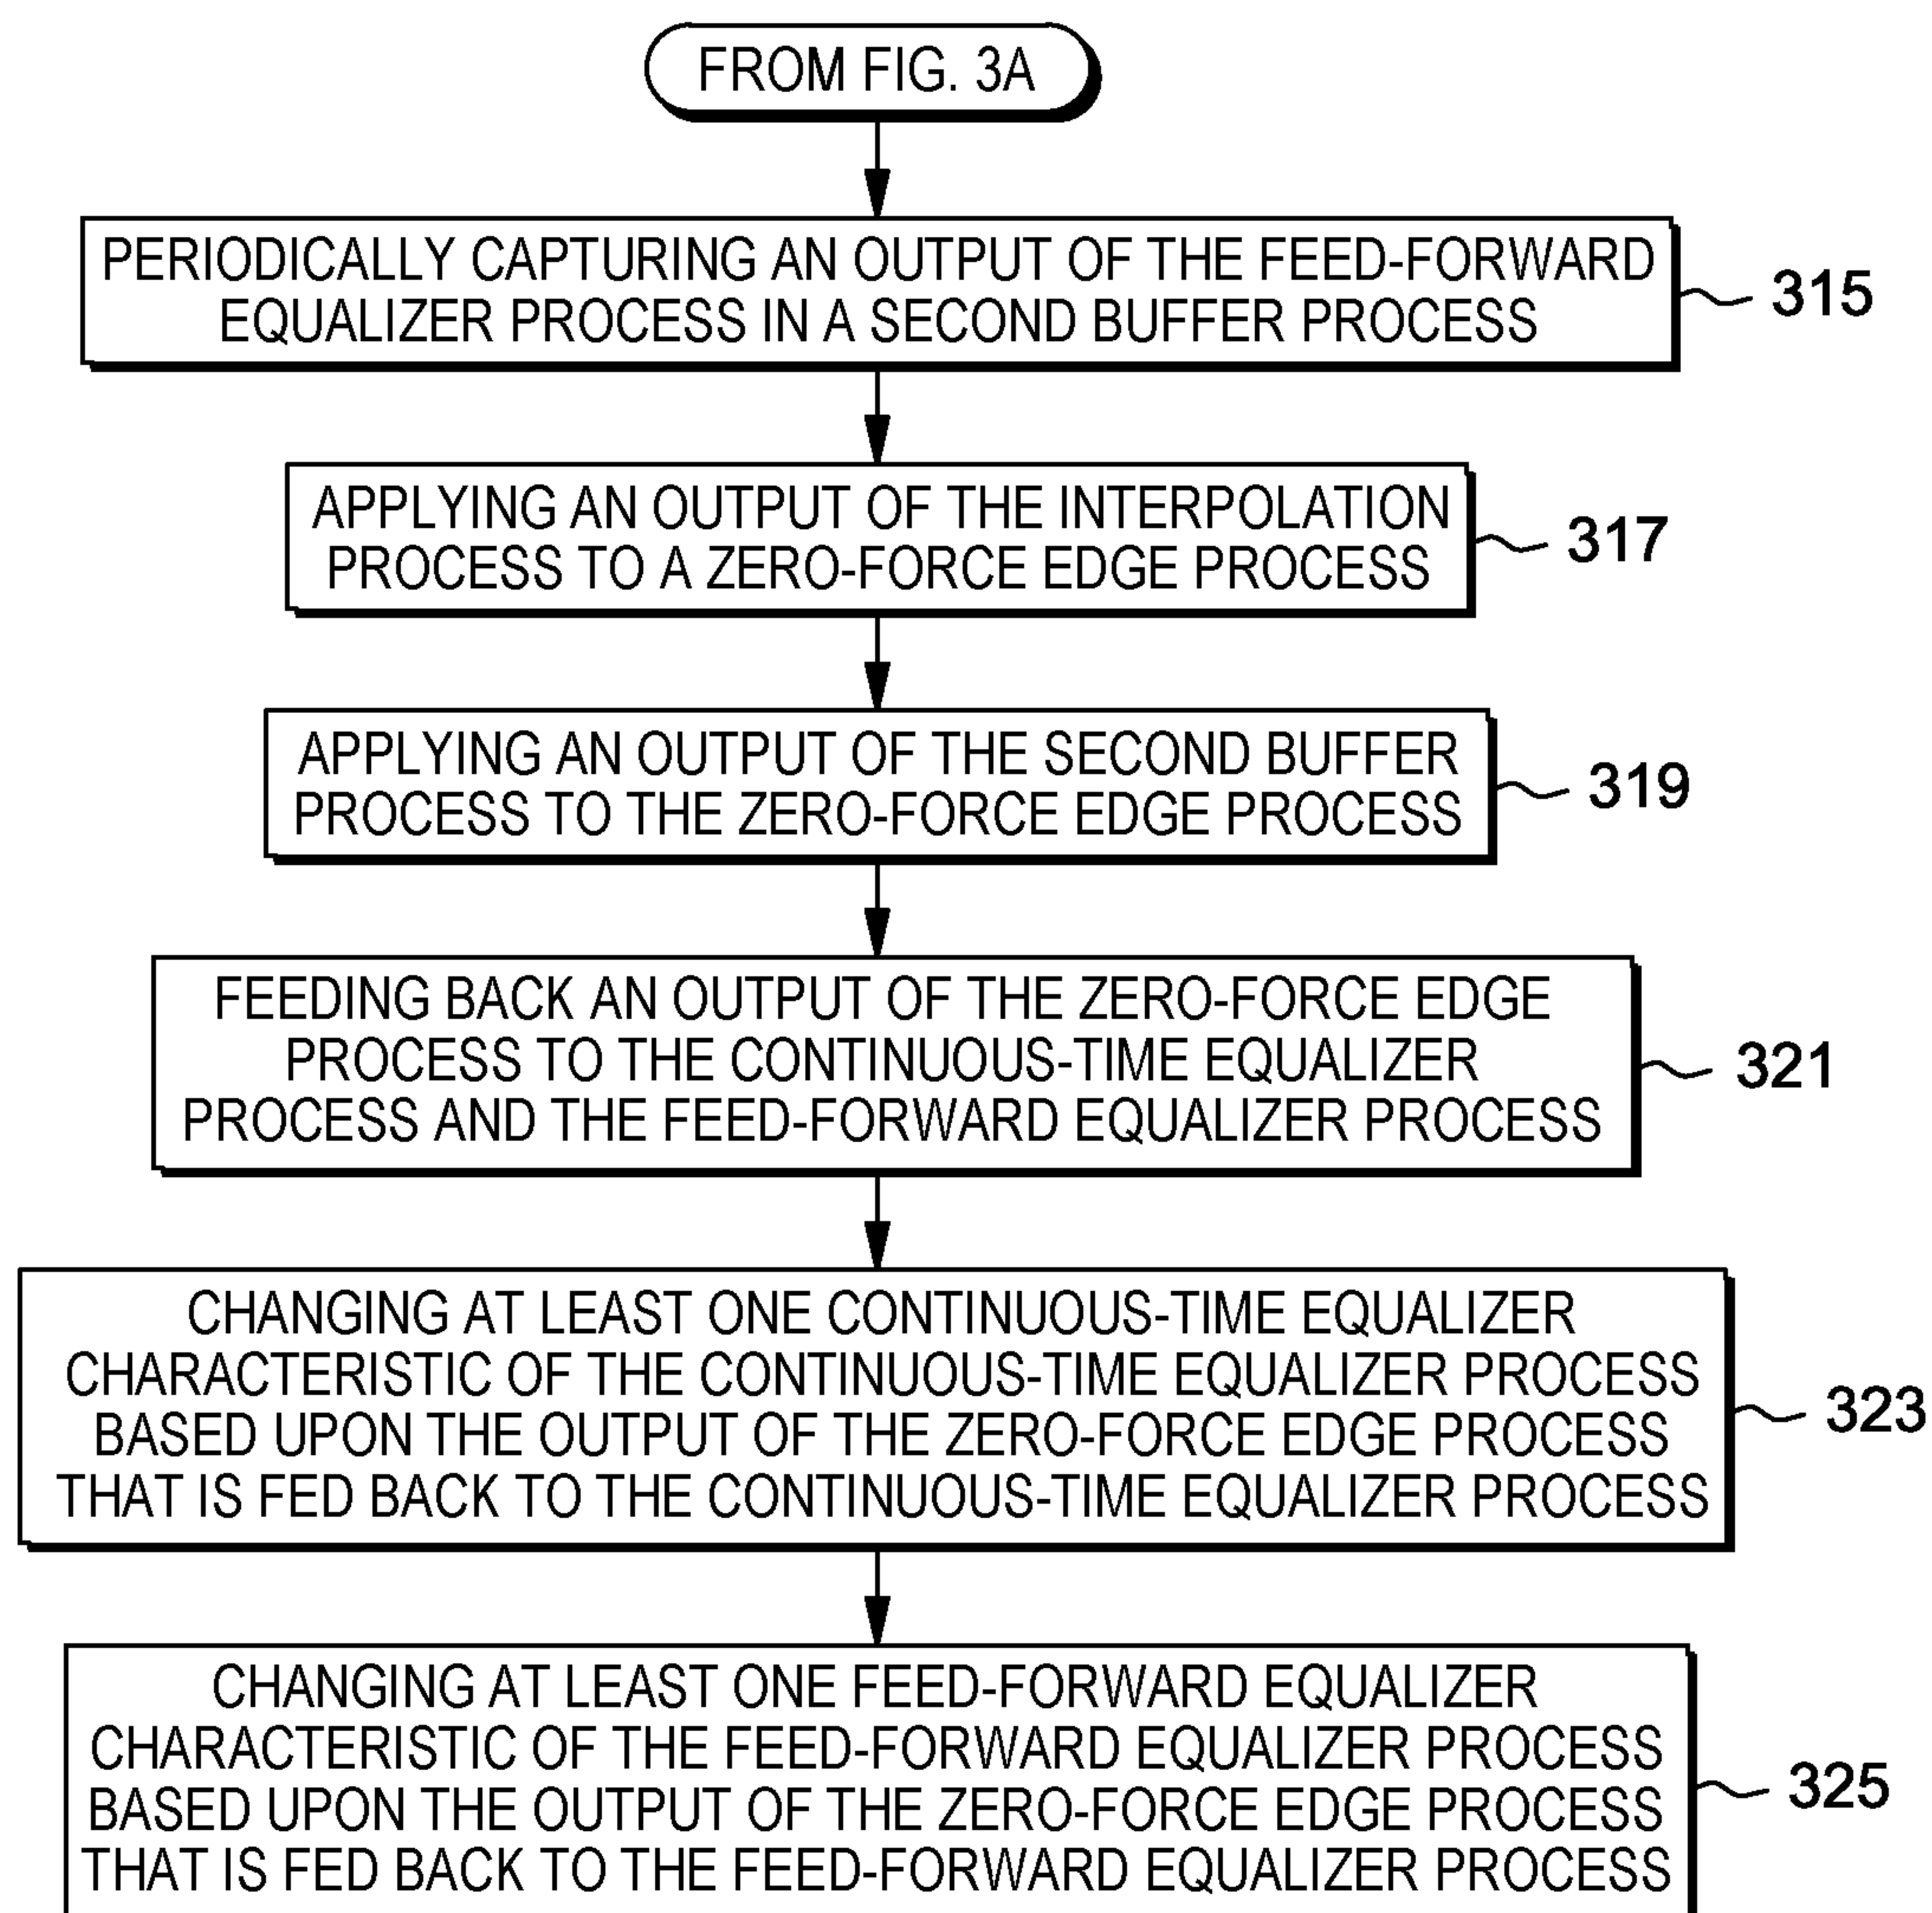 FROM FIG. 3A
PERIODICALLY CAPTURING AN OUTPUT OF THE FEED-FORWARD
EQUALIZER PROCESS IN A SECOND BUFFER PROCESS
315
APPLYING AN OUTPUT OF THE INTERPOLATION
PROCESS TO A ZERO-FORCE EDGE PROCESS
317
APPLYING AN OUTPUT OF THE SECOND BUFFER
PROCESS TO THE ZERO-FORCE EDGE PROCESS
319
FEEDING BACK AN OUTPUT OF THE ZERO-FORCE EDGE
PROCESS TO THE CONTINUOUS-TIME EQUALIZER
PROCESS AND THE FEED-FORWARD EQUALIZER PROCESS
321
CHANGING AT LEAST ONE CONTINUOUS-TIME EQUALIZER
CHARACTERISTIC OF THE CONTINUOUS-TIME EQUALIZER PROCESS
BASED UPON THE OUTPUT OF THE ZERO-FORCE EDGE PROCESS
THAT IS FED BACK TO THE CONTINUOUS-TIME EQUALIZER PROCESS
323
CHANGING AT LEAST ONE FEED-FORWARD EQUALIZER
CHARACTERISTIC OF THE FEED-FORWARD EQUALIZER PROCESS
BASED UPON THE OUTPUT OF THE ZERO-FORCE EDGE PROCESS
THAT IS FED BACK TO THE FEED-FORWARD EQUALIZER PROCESS
325